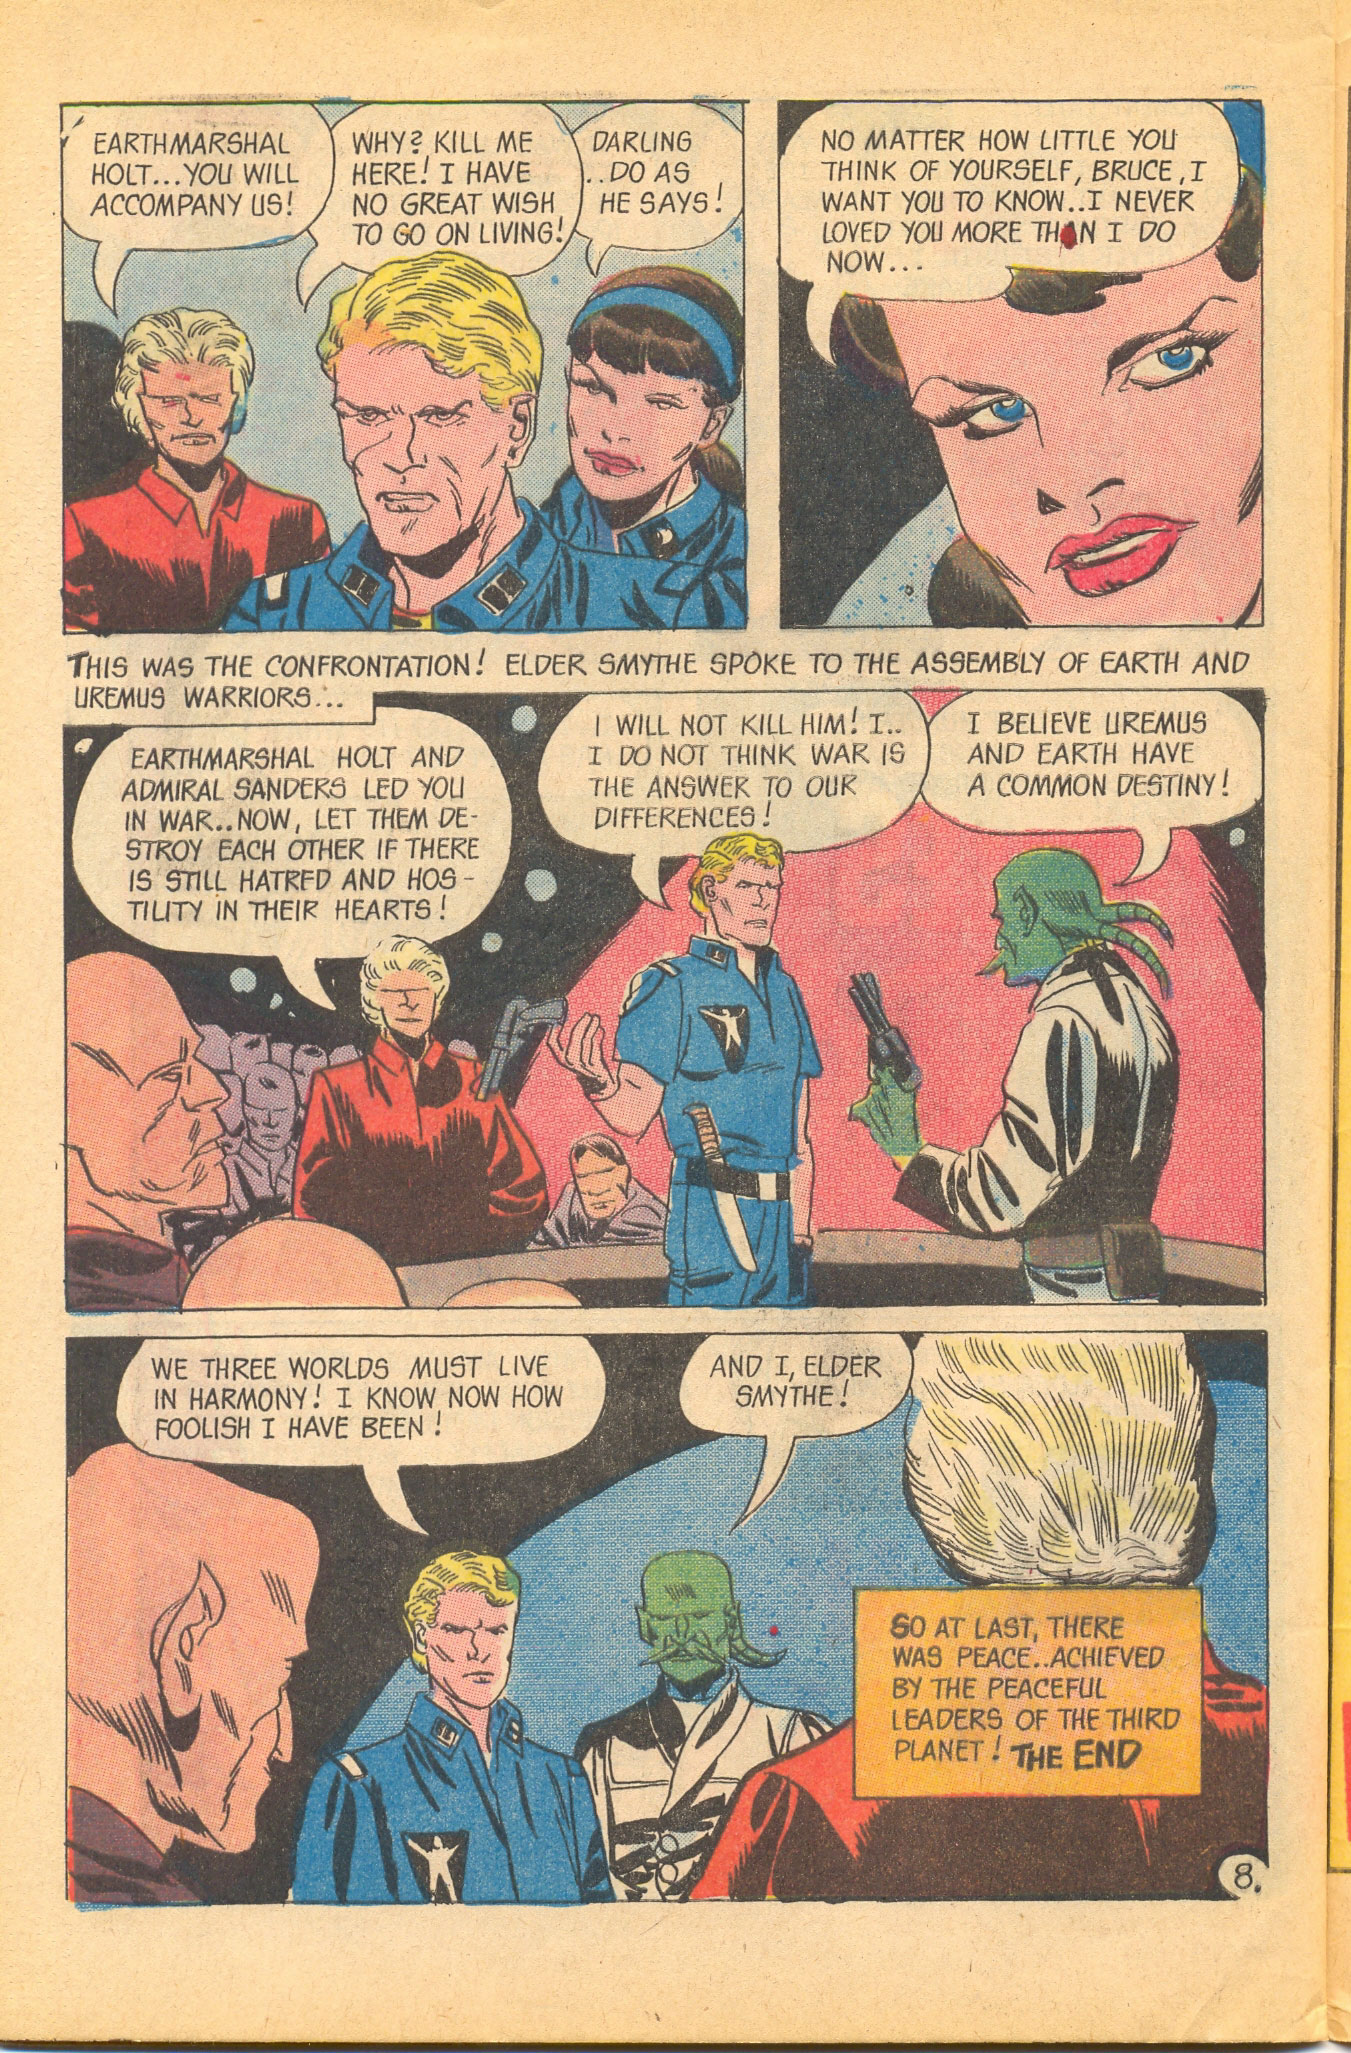 EARTHMARSHAL
HOLT...YOU WILL
ACCOMPANY US!
WHY? KILL ME
HERE! I HAVE
NO GREAT WISH
TO GO ON LIVING!
DARLING
..DO AS
HE SAYS!
NO MATTER HOW LITTLE YOU
THINK OF YOURSELF, BRUCE, I
WANT YOU TO KNOW..I NEVER
LOVED YOU MORE THAN I DO
NOW...
THIS WAS THE CONFRONTATION! ELDER SMYTHE SPOKE TO THE ASSEMBLY OF EARTH AND
UREMUS WARRIORS...
EARTHMARSHAL HOLT AND
ADMIRAL SANDERS LED YOU
IN WAR..NOW, LET THEM DE-
STROY EACH OTHER IF THERE
IS STILL HATRED AND HOS-
TILITY IN THEIR HEARTS!
I WILL NOT KILL HIM! I..
I DO NOT THINK WAR IS
THE ANSWER TO OUR
DIFFERENCES!
I BELIEVE UREMUS
AND EARTH HAVE
A COMMON DESTINY!
WE THREE WORLDS MUST LIVE
IN HARMONY! I KNOW NOW HOW
FOOLISH I HAVE BEEN!
AND I, ELDER
SMYTHE!
SO AT LAST, THERE
WAS PEACE..ACHIEVED
BY THE PEACEFUL
LEADERS OF THE THIRD
PLANET! THE END
8.